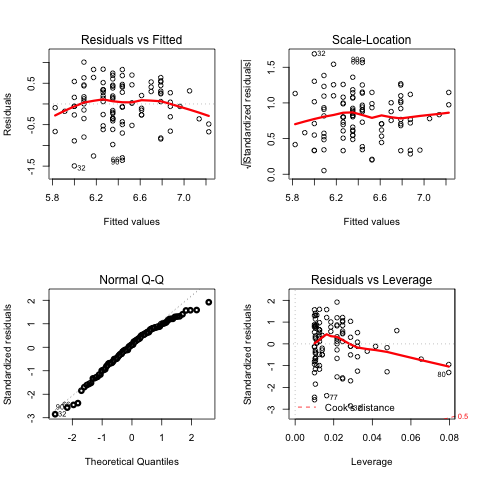 Residuals vs Fitted
Residuals
0.5
-0.5
-1.5
32
5.8 6.2 6.6 7.0
Fitted values
Scale-Location
√|Standardized residuals|
1.5
1.0
0.5
0.0
32
5.8 6.2 6.6 7.0
Fitted values
Normal Q-Q
Standardized residuals
2
1
0
-1
-2
-3
32
-2 -1 0 1 2
Theoretical Quantiles
Residuals vs Leverage
Standardized residuals
2
1
0
-1
-2
-3
80
77
Cook's distance
0.5
0.00 0.02 0.04 0.06 0.08
Leverage